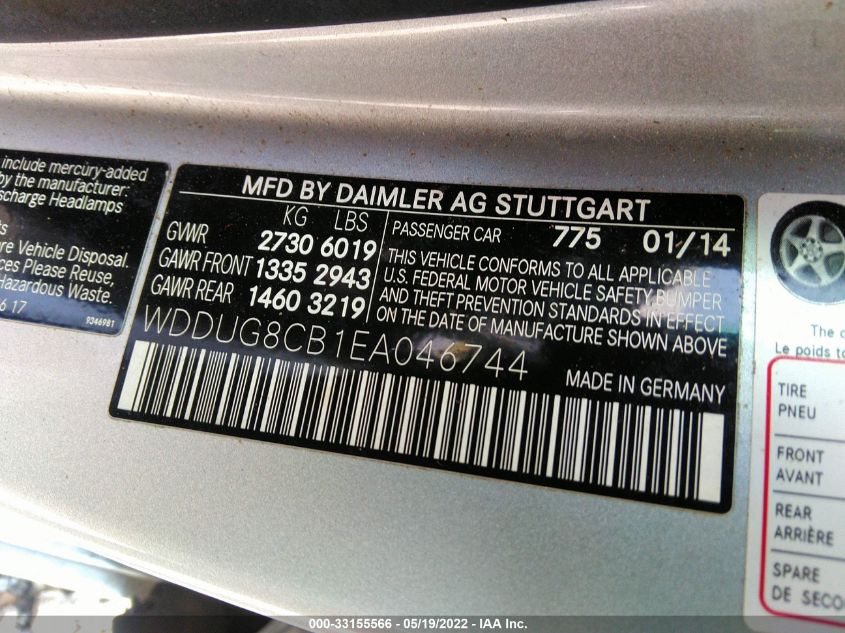 include mercury-added
by the manufacturer:
scharge Headlamps
ts
re Vehicle Disposal.
ces Please Reuse,
Hazardous Waste.
6 17
9346981
MFD BY DAIMLER AG STUTTGART
KG LBS
GVWR 2730 6019
GAWR FRONT 1335 2943
GAWR REAR 1460 3219
PASSENGER CAR 775 01/14
THIS VEHICLE CONFORMS TO ALL APPLICABLE
U.S. FEDERAL MOTOR VEHICLE SAFETY, BUMPER
AND THEFT PREVENTION STANDARDS IN EFFECT
ON THE DATE OF MANUFACTURE SHOWN ABOVE
WDDUG8CB1EA046744
MADE IN GERMANY
The c
Le poids to
TIRE
PNEU
FRONT
AVANT
REAR
ARRIÈRE
SPARE
DE SECO
000-33155566 - 05/19/2022 - IAA Inc.